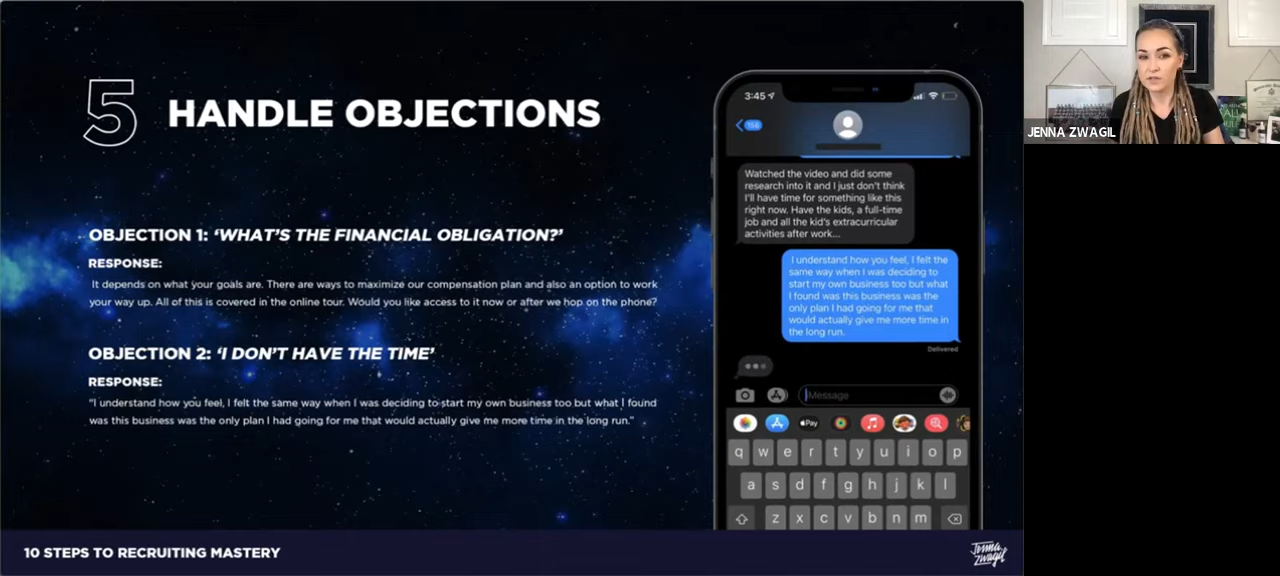 5
HANDLE OBJECTIONS
OBJECTION 1: ‘WHAT’S THE FINANCIAL OBLIGATION?’
RESPONSE:
It depends on what your goals are. There are ways to maximize our compensation plan and also an option to work
your way up. All of this is covered in the online tour. Would you like access to it now or after we hop on the phone?
OBJECTION 2: ‘I DON’T HAVE THE TIME’
RESPONSE:
“I understand how you feel, I felt the same way when I was deciding to start my own business too but what I found
was this business was the only plan I had going for me that would actually give me more time in the long run.”
3:45
156
Watched the video and did some
research into it and I just don’t think
I’ll have time for something like this
right now. Have the kids, a full-time
job and all the kid’s extracurricular
activities after work...
I understand how you feel, I felt the
same way when I was deciding to
start my own business too but what
I found was this business was the
only plan I had going for me that
would actually give me more time in
the long run.
Delivered
iMessage
Pay
q w e r t y u i o p
a s d f g h j k l
z x c v b n m
10 STEPS TO RECRUITING MASTERY
Jenna
Zwagil
JENNA ZWAGIL